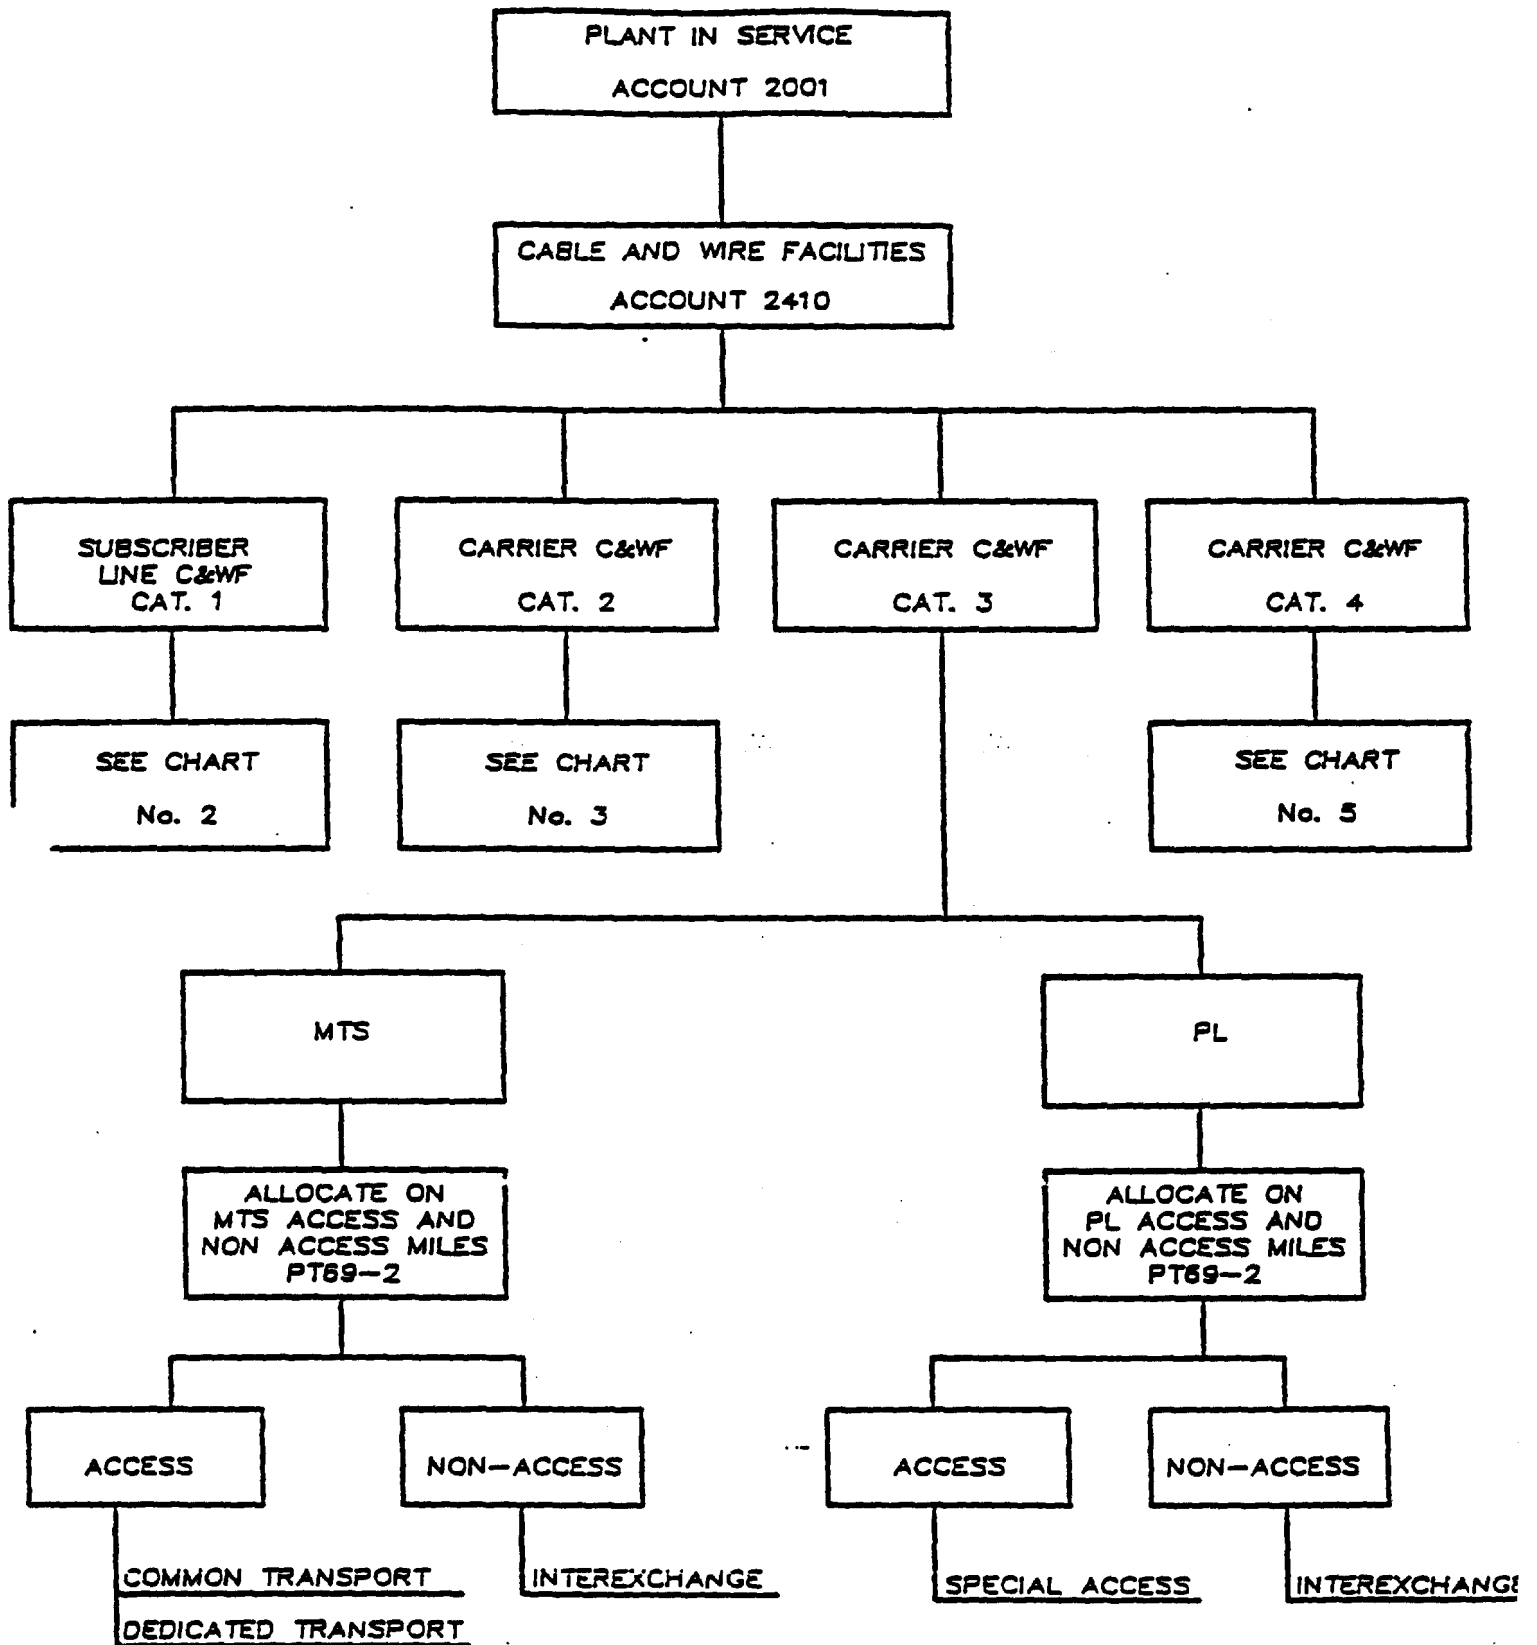 PLANT IN SERVICE
ACCOUNT 2001
CABLE AND WIRE FACILITIES
ACCOUNT 2410
SUBSCRIBER
LINE C&WF
CAT. 1
CARRIER C&WF
CAT. 2
CARRIER C&WF
CAT. 3
CARRIER C&WF
CAT. 4
SEE CHART
No. 2
SEE CHART
No. 3
SEE CHART
No. 5
MTS
PL
ALLOCATE ON
MTS ACCESS AND
NON ACCESS MILES
PT69-2
ALLOCATE ON
PL ACCESS AND
NON ACCESS MILES
PT69-2
ACCESS
NON-ACCESS
ACCESS
NON-ACCESS
COMMON TRANSPORT
DEDICATED TRANSPORT
INTEREXCHANGE
SPECIAL ACCESS
INTEREXCHANGE